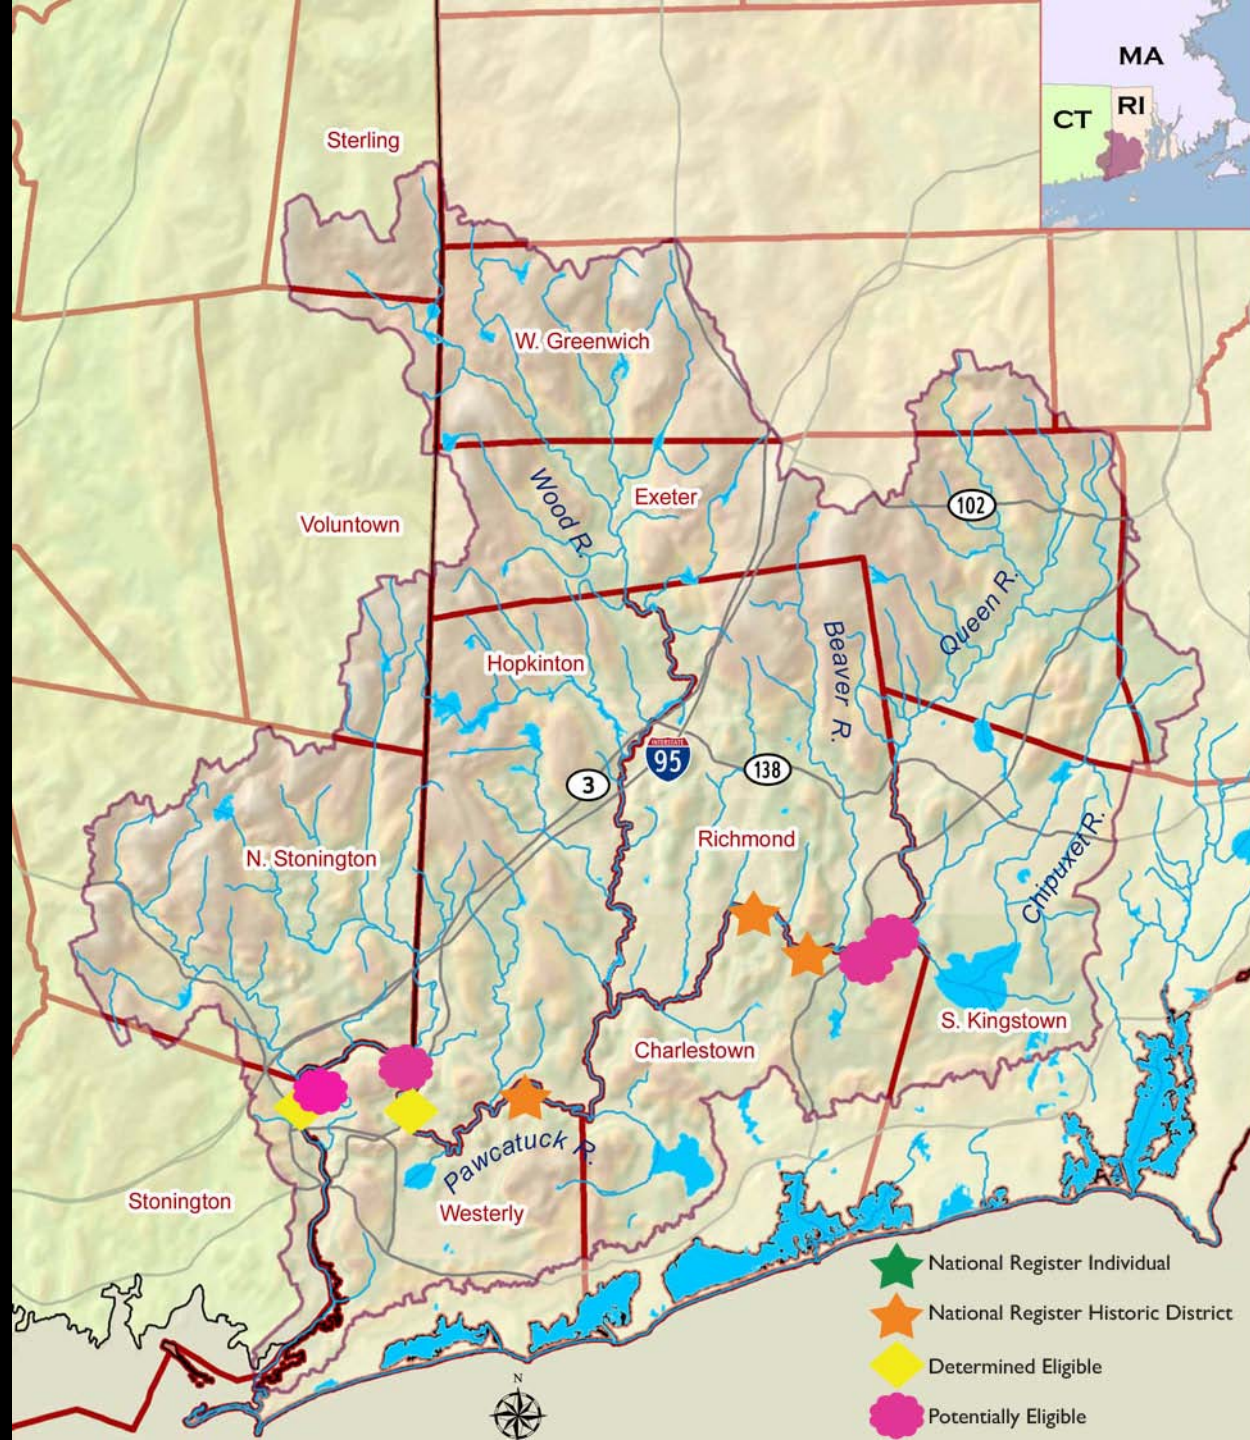 MA
RI
CT
Sterling
W. Greenwich
Wood R.
Exeter
102
Voluntown
Queen R.
Beaver R.
Hopkinton
INTERSTATE
95
138
3
Richmond
Chipuxet R.
N. Stonington
S. Kingstown
Charlestown
Pawcatuck R.
Stonington
Westerly
National Register Individual
National Register Historic District
Determined Eligible
Potentially Eligible
N